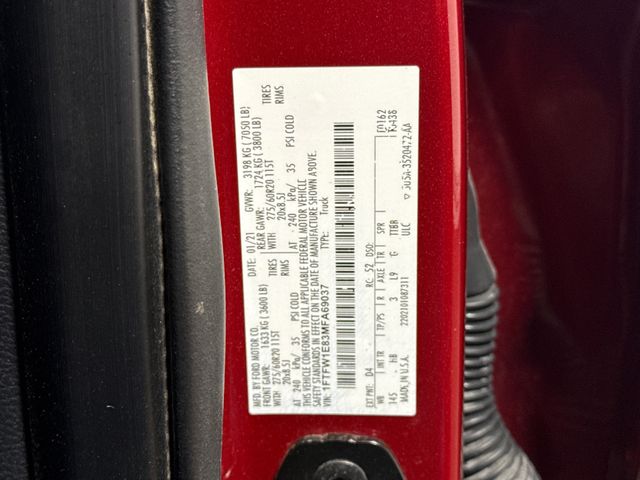 MFD. BY FORD MOTOR CO.
DATE: 01/21 GVWR: 3198 KG ( 7050 LB)
FRONT GAWR: 1633 KG ( 3600 LB) REAR GAWR: 1724 KG ( 3800 LB)
WITH 275/60R20 115T TIRES WITH 275/60R20 115T TIRES
20x8.5J RIMS 20x8.5J RIMS
AT 240 kPa/ 35 PSI COLD AT 240 kPa/ 35 PSI COLD
THIS VEHICLE CONFORMS TO ALL APPLICABLE FEDERAL MOTOR VEHICLE
SAFETY STANDARDS IN EFFECT ON THE DATE OF MANUFACTURE SHOWN ABOVE.
VIN: 1FTFW1E83MFA69037 TYPE: Truck
EXT PNT: D4 RC: 52 DSO:
WB INT TR TP/PS R AXLE TR SPR
145 HB 3 L9 G TTBR
MADE IN U.S.A. 2202101087311 ULC